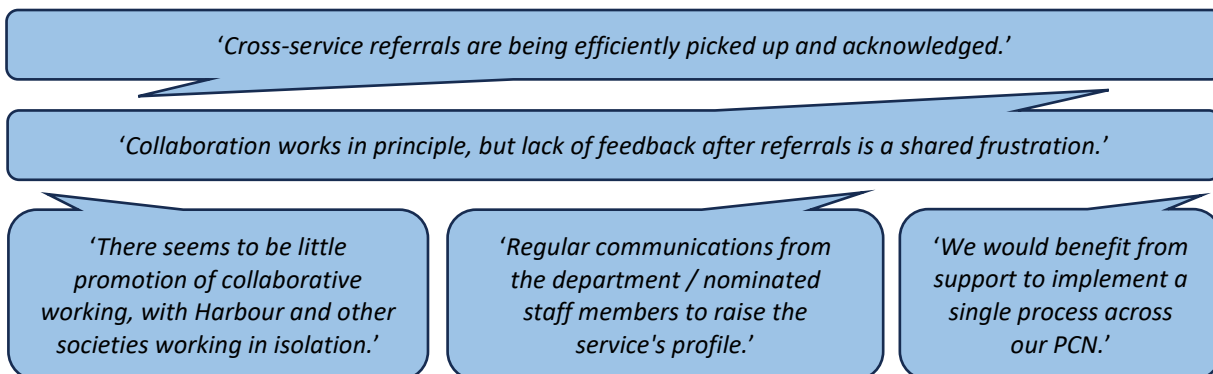 ‘Cross-service referrals are being efficiently picked up and acknowledged.’
‘Collaboration works in principle, but lack of feedback after referrals is a shared frustration.’
‘There seems to be little
promotion of collaborative
working, with Harbour and other
societies working in isolation.’
‘Regular communications from
the department / nominated
staff members to raise the
service's profile.’
‘We would benefit from
support to implement a
single process across
our PCN.’